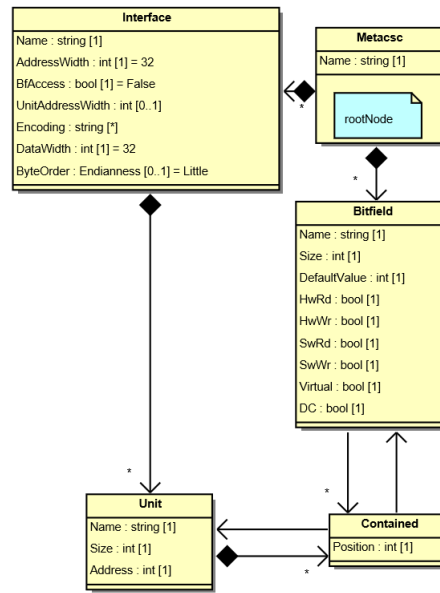 Interface
Name : string [1]
AddressWidth : int [1] = 32
BfAccess : bool [1] = False
UnitAddressWidth : int [0..1]
Encoding : string [*]
DataWidth : int [1] = 32
ByteOrder : Endianness [0..1] = Little
Metacsc
Name : string [1]
rootNode
*
*
Bitfield
Name : string [1]
Size : int [1]
DefaultValue : int [1]
HwRd : bool [1]
HwWr : bool [1]
SwRd : bool [1]
SwWr : bool [1]
Virtual : bool [1]
DC : bool [1]
*
*
Unit
Name : string [1]
Size : int [1]
Address : int [1]
Contained
Position : int [1]
*